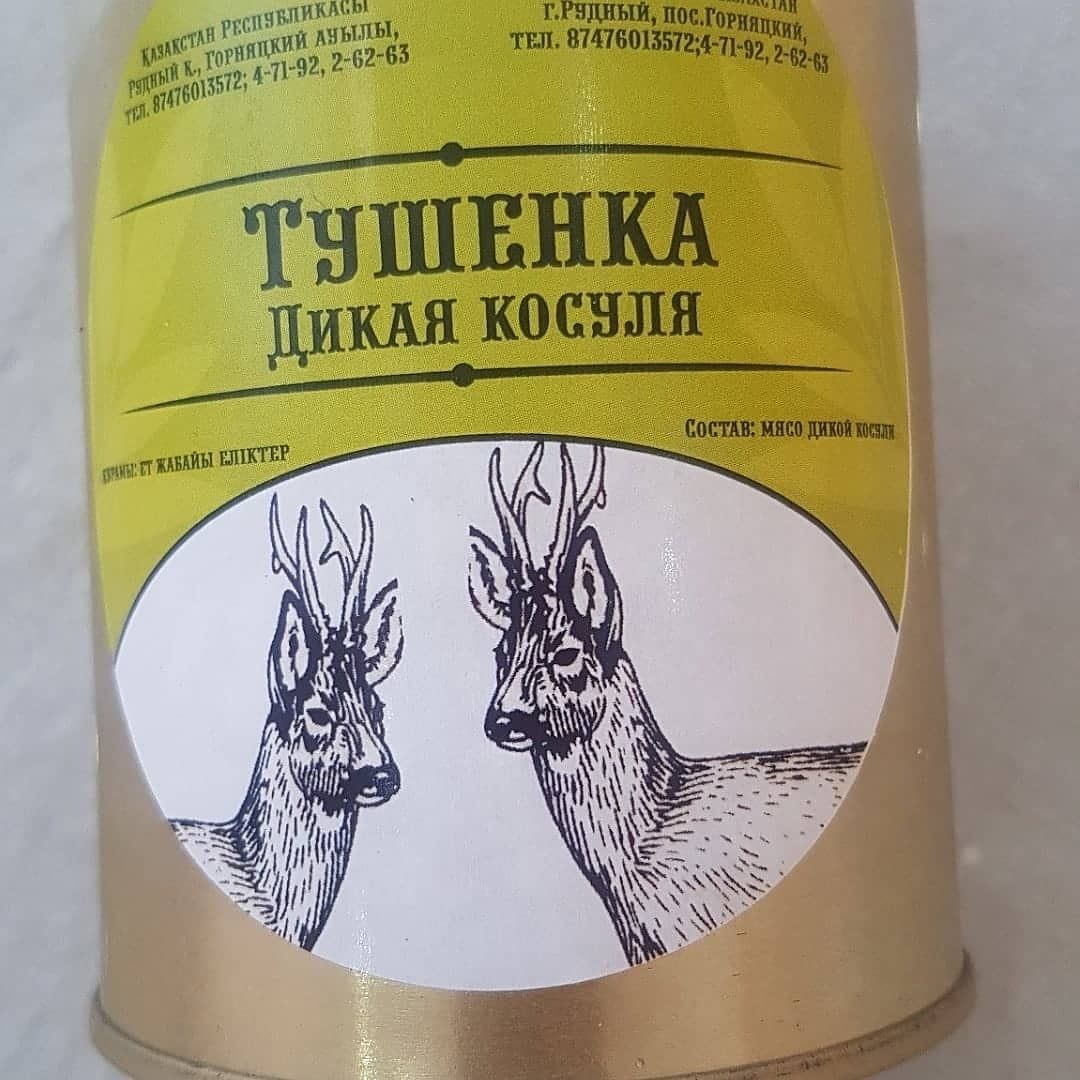 Қазақстан Республикасы
Рудный қ., Горняцкий ауылы,
тел. 87476013572; 4-71-92, 2-62-63
г.Рудный, пос.Горняцкий,
тел. 87476013572;4-71-92, 2-62-63
Тушенка
Дикая косуля
ет жабайы еліктер
Состав: мясо дикой косули